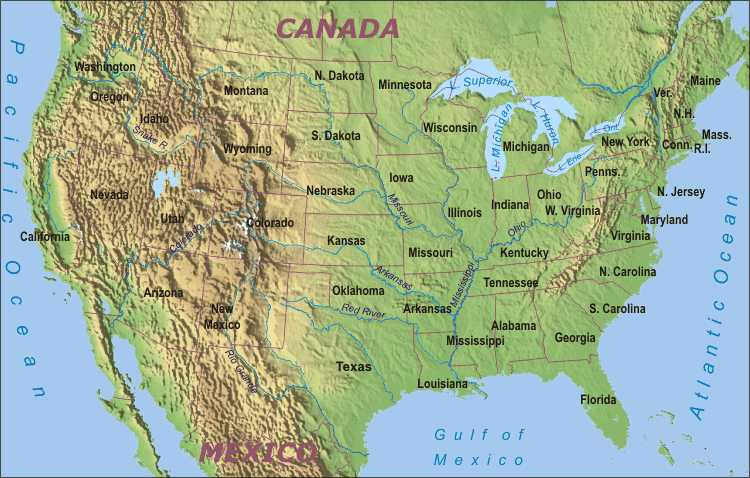 CANADA
Pacific Ocean
Washington
Oregon
Idaho
Snake R.
Montana
N. Dakota
Minnesota
Superior
L. Michigan
Huron
L. Ont.
L. Erie
Ver.
Maine
N.H.
Mass.
Conn.
R.I.
New York
Wisconsin
Michigan
S. Dakota
Wyoming
Penns.
Iowa
Nebraska
Missouri
Nevada
Utah
Colorado
Colorado
Illinois
Indiana
Ohio
Ohio
W. Virginia
N. Jersey
Maryland
Virginia
California
Kansas
Missouri
Kentucky
N. Carolina
Arizona
New
Mexico
Oklahoma
Arkansas
Red River
Arkansas
Mississippi
Tennessee
S. Carolina
Alabama
Georgia
Mississippi
Rio Grande
Texas
Louisiana
Florida
Atlantic Ocean
Gulf of
Mexico
MEXICO